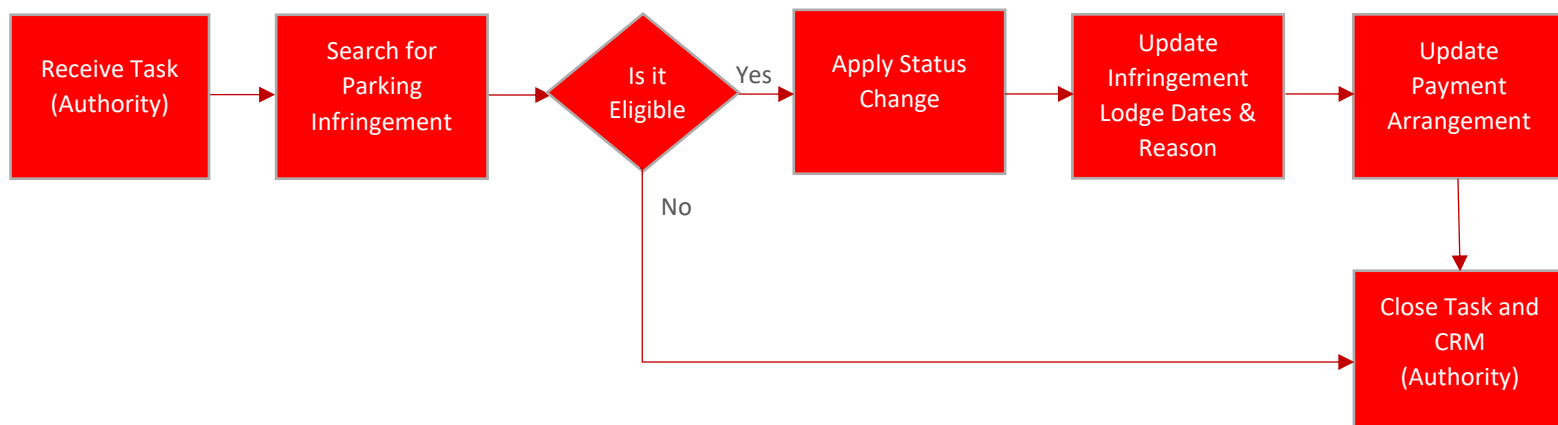 Receive Task
(Authority)
Search for
Parking
Infringement
Is it
Eligible
Yes
Apply Status
Change
Update
Infringement
Lodge Dates &
Reason
Update
Payment
Arrangement
No
Close Task and
CRM
(Authority)